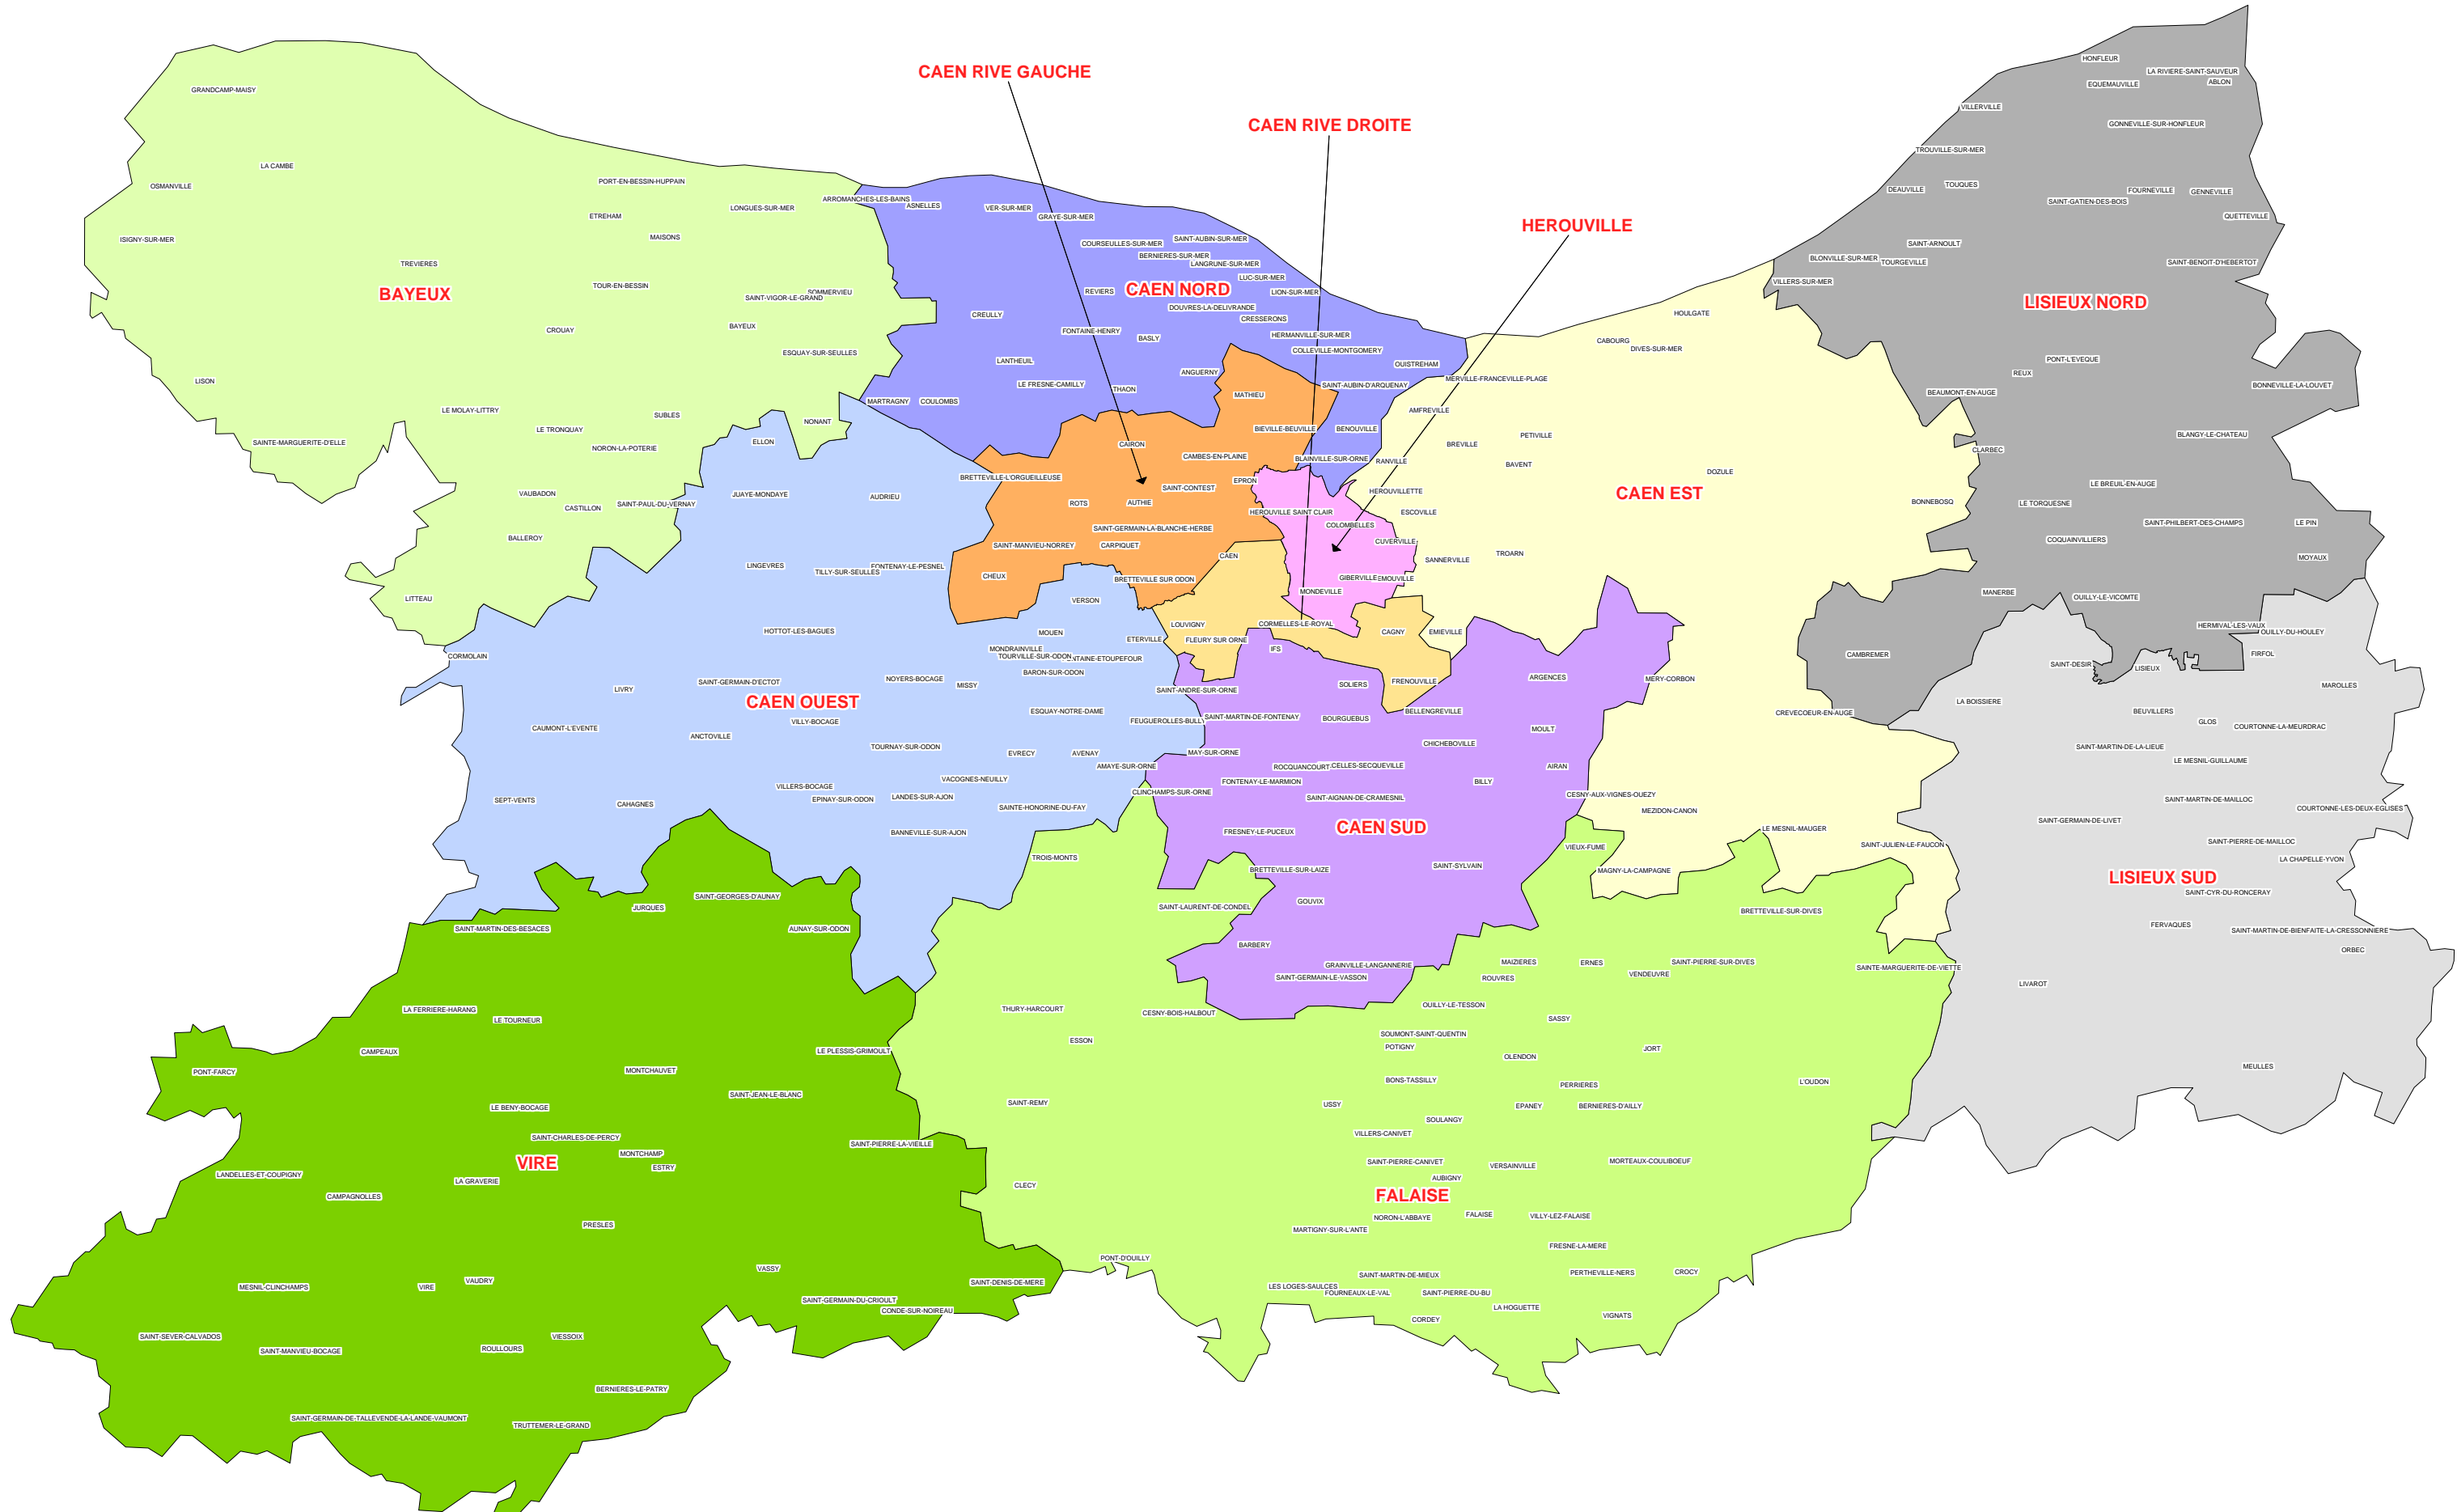 HONFLEUR
CAEN RIVE GAUCHE
LA RIVIERE-SAINT-SAUVEUR
ABLON
EQUEMAUVILLE
GRANDCAMP-MAISY
VILLERVILLE
CAEN RIVE DROITE
GONNEVILLE-SUR-HONFLEUR
TROUVILLE-SUR-MER
LA CAMBE
PORT-EN-BESSIN-HUPPAIN
OSMANVILLE
TOUQUES
DEAUVILLE
FOURNEVILLE
GENNEVILLE
ARROMANCHES-LES-BAINS
SAINT-GATIEN-DES-BOIS
ASNELLES
LONGUES-SUR-MER
VER-SUR-MER
ETREHAM
GRAYE-SUR-MER
QUETTEVILLE
HEROUVILLE
MAISONS
ISIGNY-SUR-MER
SAINT-AUBIN-SUR-MER
COURSEULLES-SUR-MER
SAINT-ARNOULT
BERNIERES-SUR-MER
BLONVILLE-SUR-MER
TOURGEVILLE
SAINT-BENOIT-D'HEBERTOT
TREVIERES
LANGRUNE-SUR-MER
LUC-SUR-MER
VILLERS-SUR-MER
TOUR-EN-BESSIN
CAEN NORD
REVIERS
LION-SUR-MER
SOMMERVIEU
BAYEUX
SAINT-VIGOR-LE-GRAND
LISIEUX NORD
DOUVRES-LA-DELIVRANDE
HOULGATE
CREULLY
CRESSERONS
BAYEUX
CROUAY
FONTAINE-HENRY
BASLY
HERMANVILLE-SUR-MER
CABOURG
DIVES-SUR-MER
COLLEVILLE-MONTGOMERY
ESQUAY-SUR-SEULLES
LANTHEUIL
PONT-L'EVEQUE
OUISTREHAM
ANGUERNY
REUX
MERVILLE-FRANCEVILLE-PLAGE
LISON
LE FRESNE-CAMILLY
SAINT-AUBIN-D'ARQUENAY
BONNEVILLE-LA-LOUVET
THAON
BEAUMONT-EN-AUGE
MATHIEU
MARTRAGNY
COULOMBS
LE MOLAY-LITTRY
AMFREVILLE
SUBLES
NONANT
LE TRONQUAY
BIEVILLE-BEUVILLE
BENOUVILLE
BLANGY-LE-CHATEAU
PETIVILLE
SAINTE-MARGUERITE-D'ELLE
ELLON
CAIRON
BREVILLE
NORON-LA-POTERIE
CLARBEC
CAMBES-EN-PLAINE
BLAINVILLE-SUR-ORNE
RANVILLE
BAVENT
DOZULE
BRETTEVILLE-L'ORGUEILLEUSE
EPRON
LE BREUIL-EN-AUGE
SAINT-CONTEST
HEROUVILLETTE
CAEN EST
VAUBADON
JUAYE-MONDAYE
AUDRIEU
BONNEBOSQ
ROTS
AUTHIE
LE TORQUESNE
SAINT-PAUL-DU-VERNAY
CASTILLON
HEROUVILLE SAINT CLAIR
ESCOVILLE
SAINT-PHILBERT-DES-CHAMPS
LE PIN
COLOMBELLES
SAINT-GERMAIN-LA-BLANCHE-HERBE
BALLEROY
COQUAINVILLIERS
CUVERVILLE
SAINT-MANVIEU-NORREY
CARPIQUET
TROARN
CAEN
MOYAUX
SANNERVILLE
LINGEVRES
FONTENAY-LE-PESNEL
TILLY-SUR-SEULLES
CHEUX
GIBERVILLE
BRETTEVILLE SUR ODON
MONDEVILLE
MANERBE
OUILLY-LE-VICOMTE
LITTEAU
VERSON
CORMELLES-LE-ROYAL
LOUVIGNY
HERMIVAL-LES-VAUX
HOTTOT-LES-BAGUES
MOUEN
CAGNY
EMIEVILLE
OUILLY-DU-HOULEY
ETERVILLE
FLEURY SUR ORNE
MONDRAINVILLE
IFS
CORMOLAIN
TOURVILLE-SUR-ODON
CAMBREMER
FIRFOL
SAINT-DESIR
LISIEUX
BARON-SUR-ODON
ARGENCES
NOYERS-BOCAGE
MERY-CORBON
SAINT-GERMAIN-D'ECTOT
FRENOUVILLE
MISSY
SOLIERS
MAROLLES
LIVRY
SAINT-ANDRE-SUR-ORNE
CAEN OUEST
LA BOISSIERE
ESQUAY-NOTRE-DAME
BELLENGREVILLE
BEUVILLERS
CREVECOEUR-EN-AUGE
SAINT-MARTIN-DE-FONTENAY
BOURGUEBUS
FEUGUEROLLES-BULLY
VILLY-BOCAGE
GLOS
COURTONNE-LA-MEURDRAC
CAUMONT-L'EVENTE
MOULT
ANCTOVILLE
CHICHEBOVILLE
TOURNAY-SUR-ODON
SAINT-MARTIN-DE-LA-LIEUE
EVRECY
AVENAY
MAY-SUR-ORNE
LE MESNIL-GUILLAUME
AMAYE-SUR-ORNE
ROCQUANCOURT
AIRAN
VACOGNES-NEUILLY
FONTENAY-LE-MARMION
BILLY
VILLERS-BOCAGE
CLINCHAMPS-SUR-ORNE
CESNY-AUX-VIGNES-OUEZY
LANDES-SUR-AJON
SAINT-AIGNAN-DE-CRAMESNIL
SEPT-VENTS
EPINAY-SUR-ODON
SAINT-MARTIN-DE-MAILLOC
CAHAGNES
SAINTE-HONORINE-DU-FAY
COURTONNE-LES-DEUX-EGLISES
MEZIDON-CANON
SAINT-GERMAIN-DE-LIVET
CAEN SUD
LE MESNIL-MAUGER
BANNEVILLE-SUR-AJON
FRESNEY-LE-PUCEUX
SAINT-PIERRE-DE-MAILLOC
SAINT-JULIEN-LE-FAUCON
VIEUX-FUME
TROIS-MONTS
LA CHAPELLE-YVON
SAINT-SYLVAIN
BRETTEVILLE-SUR-LAIZE
MAGNY-LA-CAMPAGNE
LISIEUX SUD
SAINT-CYR-DU-RONCERAY
SAINT-GEORGES-D'AUNAY
GOUVIX
JURQUES
SAINT-LAURENT-DE-CONDEL
BRETTEVILLE-SUR-DIVES
FERVAQUES
SAINT-MARTIN-DES-BESACES
AUNAY-SUR-ODON
SAINT-MARTIN-DE-BIENFAITE-LA-CRESSONNIERE
BARBERY
ORBEC
MAIZIERES
ERNES
SAINT-PIERRE-SUR-DIVES
GRAINVILLE-LANGANNERIE
SAINTE-MARGUERITE-DE-VIETTE
VENDEUVRE
SAINT-GERMAIN-LE-VASSON
ROUVRES
LIVAROT
OUILLY-LE-TESSON
LA FERRIERE-HARANG
THURY-HARCOURT
CESNY-BOIS-HALBOUT
LE TOURNEUR
SASSY
SOUMONT-SAINT-QUENTIN
ESSON
POTIGNY
JORT
CAMPEAUX
LE PLESSIS-GRIMOULT
OLENDON
MEULLES
MONTCHAUVET
PONT-FARCY
BONS-TASSILLY
L'OUDON
PERRIERES
SAINT-JEAN-LE-BLANC
SAINT-REMY
USSY
EPANEY
BERNIERES-D'AILLY
LE BENY-BOCAGE
SOULANGY
VILLERS-CANIVET
SAINT-CHARLES-DE-PERCY
SAINT-PIERRE-LA-VIEILLE
MONTCHAMP
VIRE
SAINT-PIERRE-CANIVET
MORTEAUX-COULIBOEUF
VERSAINVILLE
ESTRY
LANDELLES-ET-COUPIGNY
AUBIGNY
LA GRAVERIE
CLECY
FALAISE
CAMPAGNOLLES
FALAISE
VILLY-LEZ-FALAISE
NORON-L'ABBAYE
PRESLES
MARTIGNY-SUR-L'ANTE
FRESNE-LA-MERE
PONT-D'OUILLY
VASSY
PERTHEVILLE-NERS
CROCY
SAINT-MARTIN-DE-MIEUX
VAUDRY
SAINT-DENIS-DE-MERE
MESNIL-CLINCHAMPS
VIRE
LES LOGES-SAULCES
FOURNEAUX-LE-VAL
SAINT-PIERRE-DU-BU
SAINT-GERMAIN-DU-CRIOULT
LA HOGUETTE
CONDE-SUR-NOIREAU
VIGNATS
CORDEY
SAINT-SEVER-CALVADOS
VIESSOIX
ROULLOURS
SAINT-MANVIEU-BOCAGE
BERNIERES-LE-PATRY
SAINT-GERMAIN-DE-TALLEVENDE-LA-LANDE-VAUMONT
TRUTTEMER-LE-GRAND